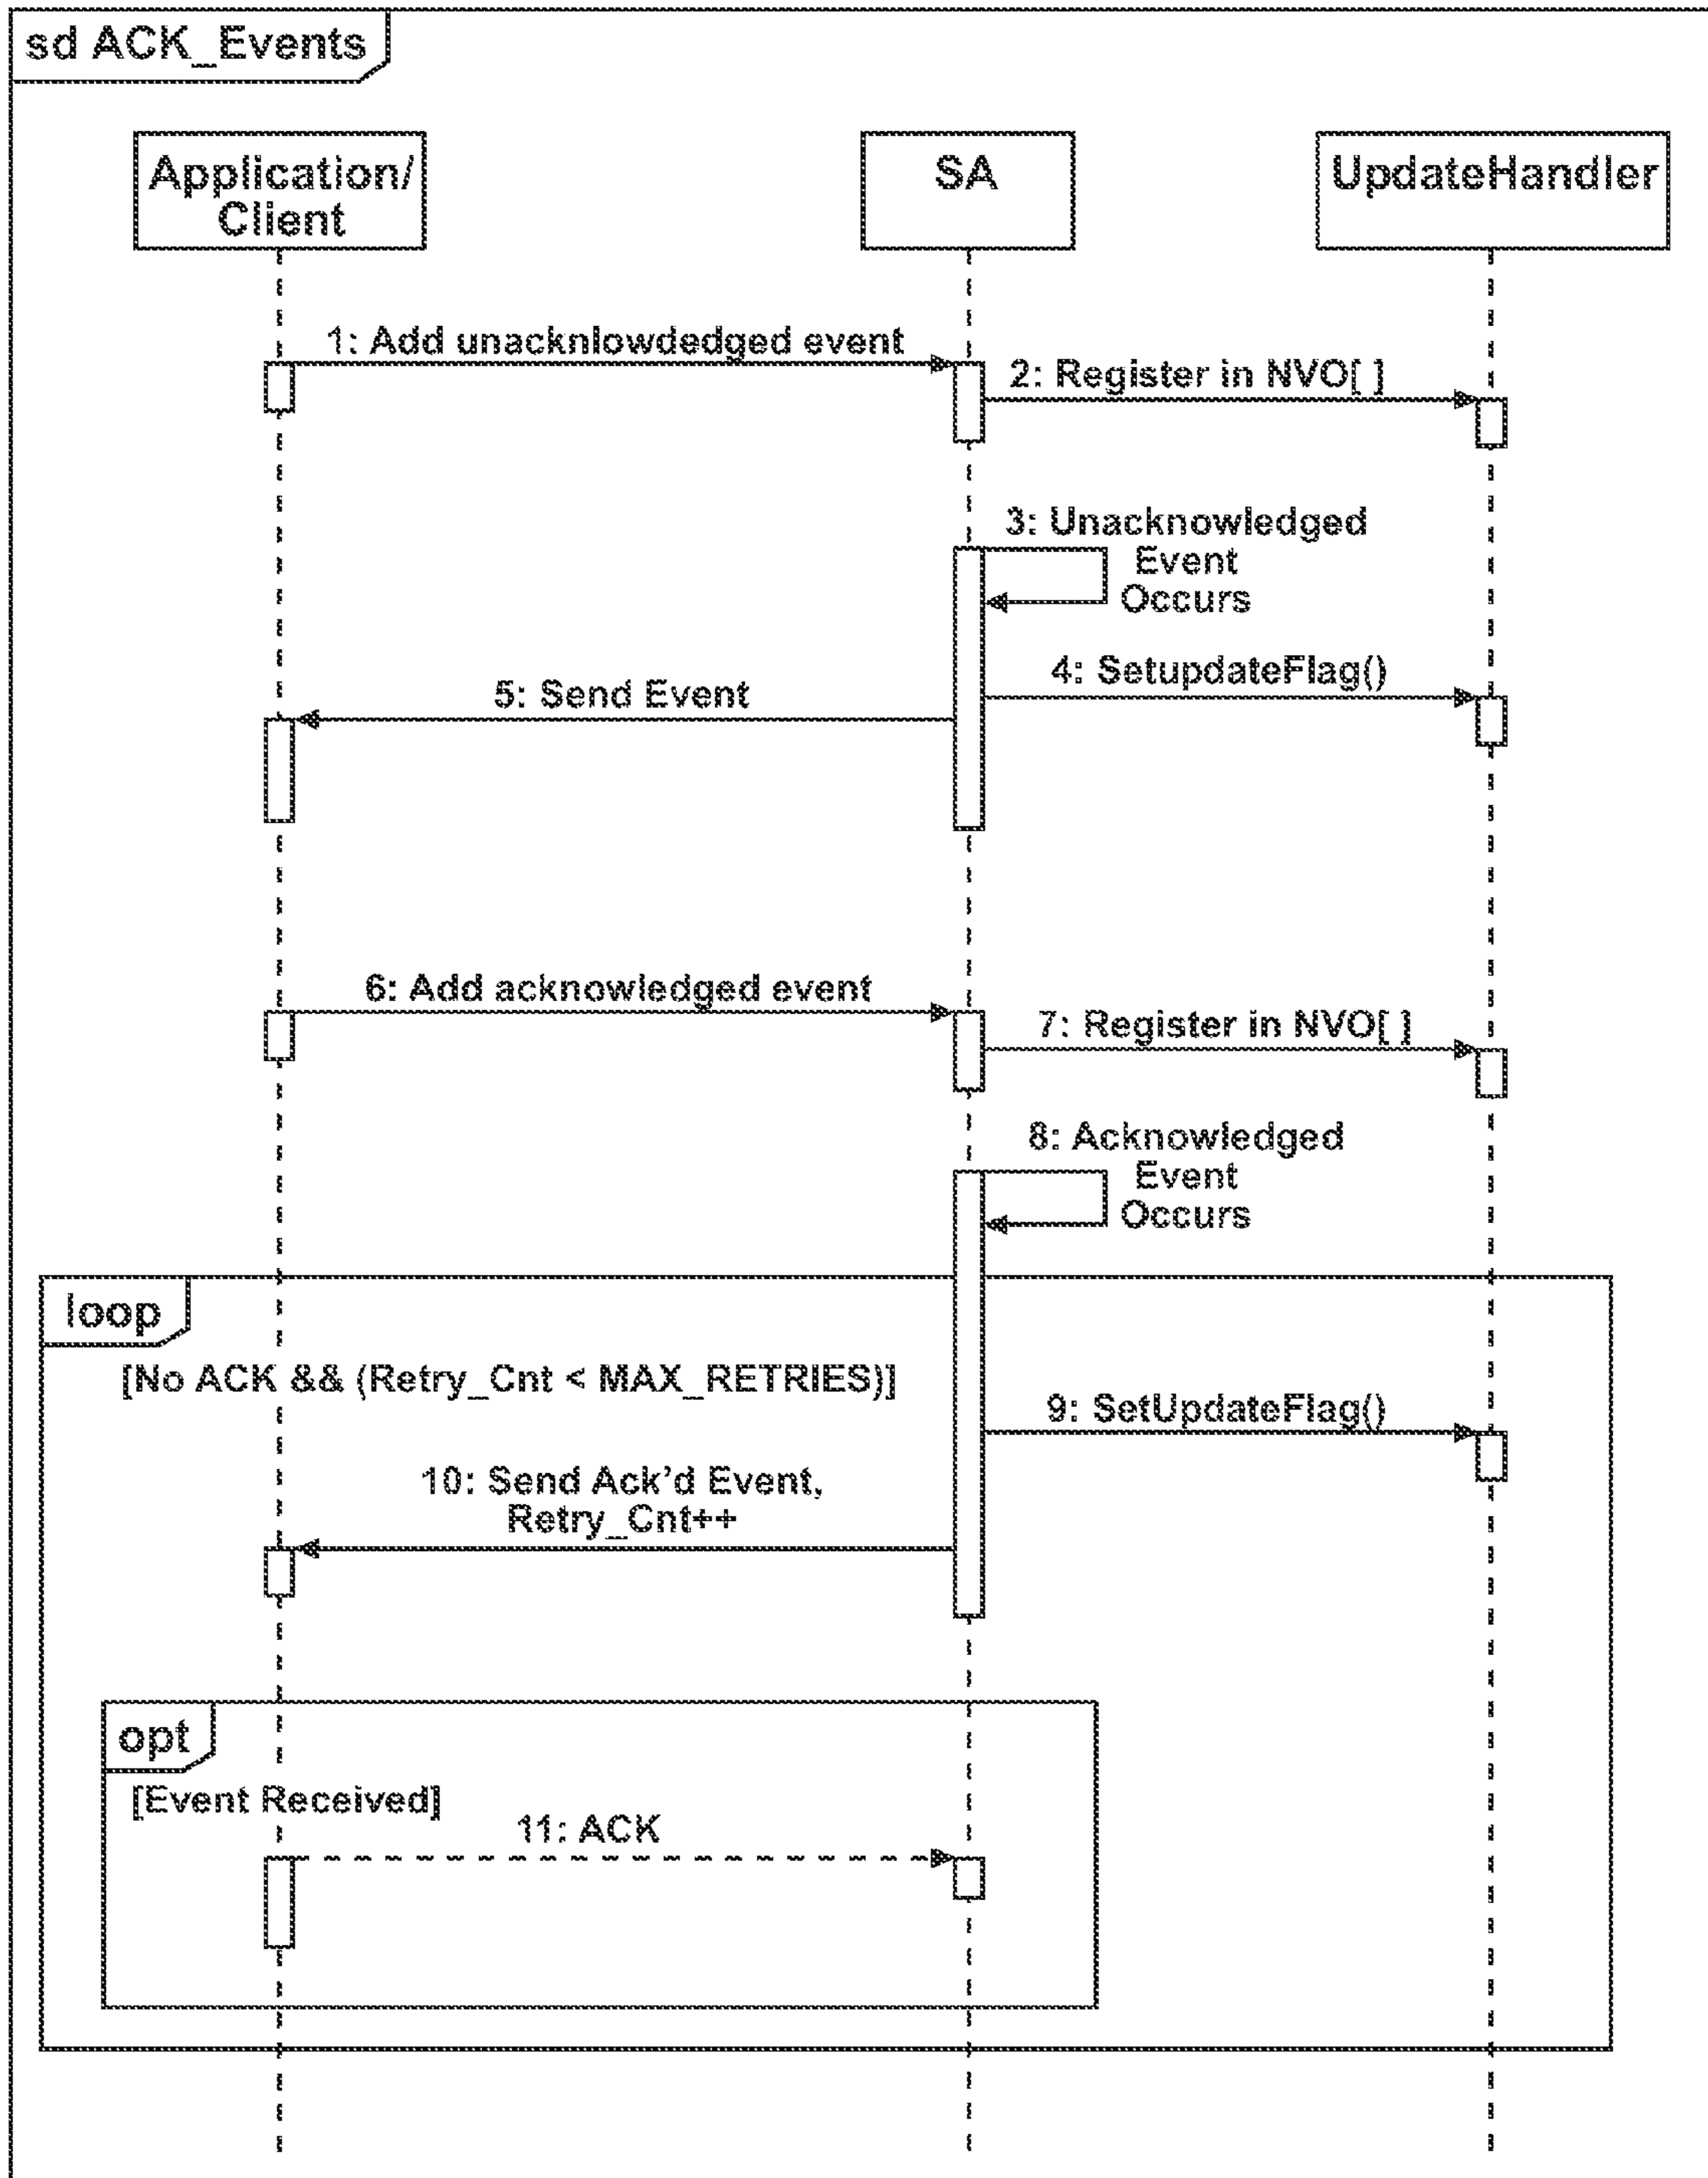 sd ACK_Events
Application/
Client
SA
UpdateHandler
1: Add unacknlowdedged event
2: Register in NVO[ ]
3: Unacknowledged
Event
Occurs
4: SetupdateFlag()
5: Send Event
6: Add acknowledged event
7: Register in NVO[ ]
8: Acknowledged
Event
Occurs
loop
[No ACK && (Retry_Cnt < MAX_RETRIES)]
9: SetUpdateFlag()
10: Send Ack'd Event,
Retry_Cnt++
opt
[Event Received]
11: ACK